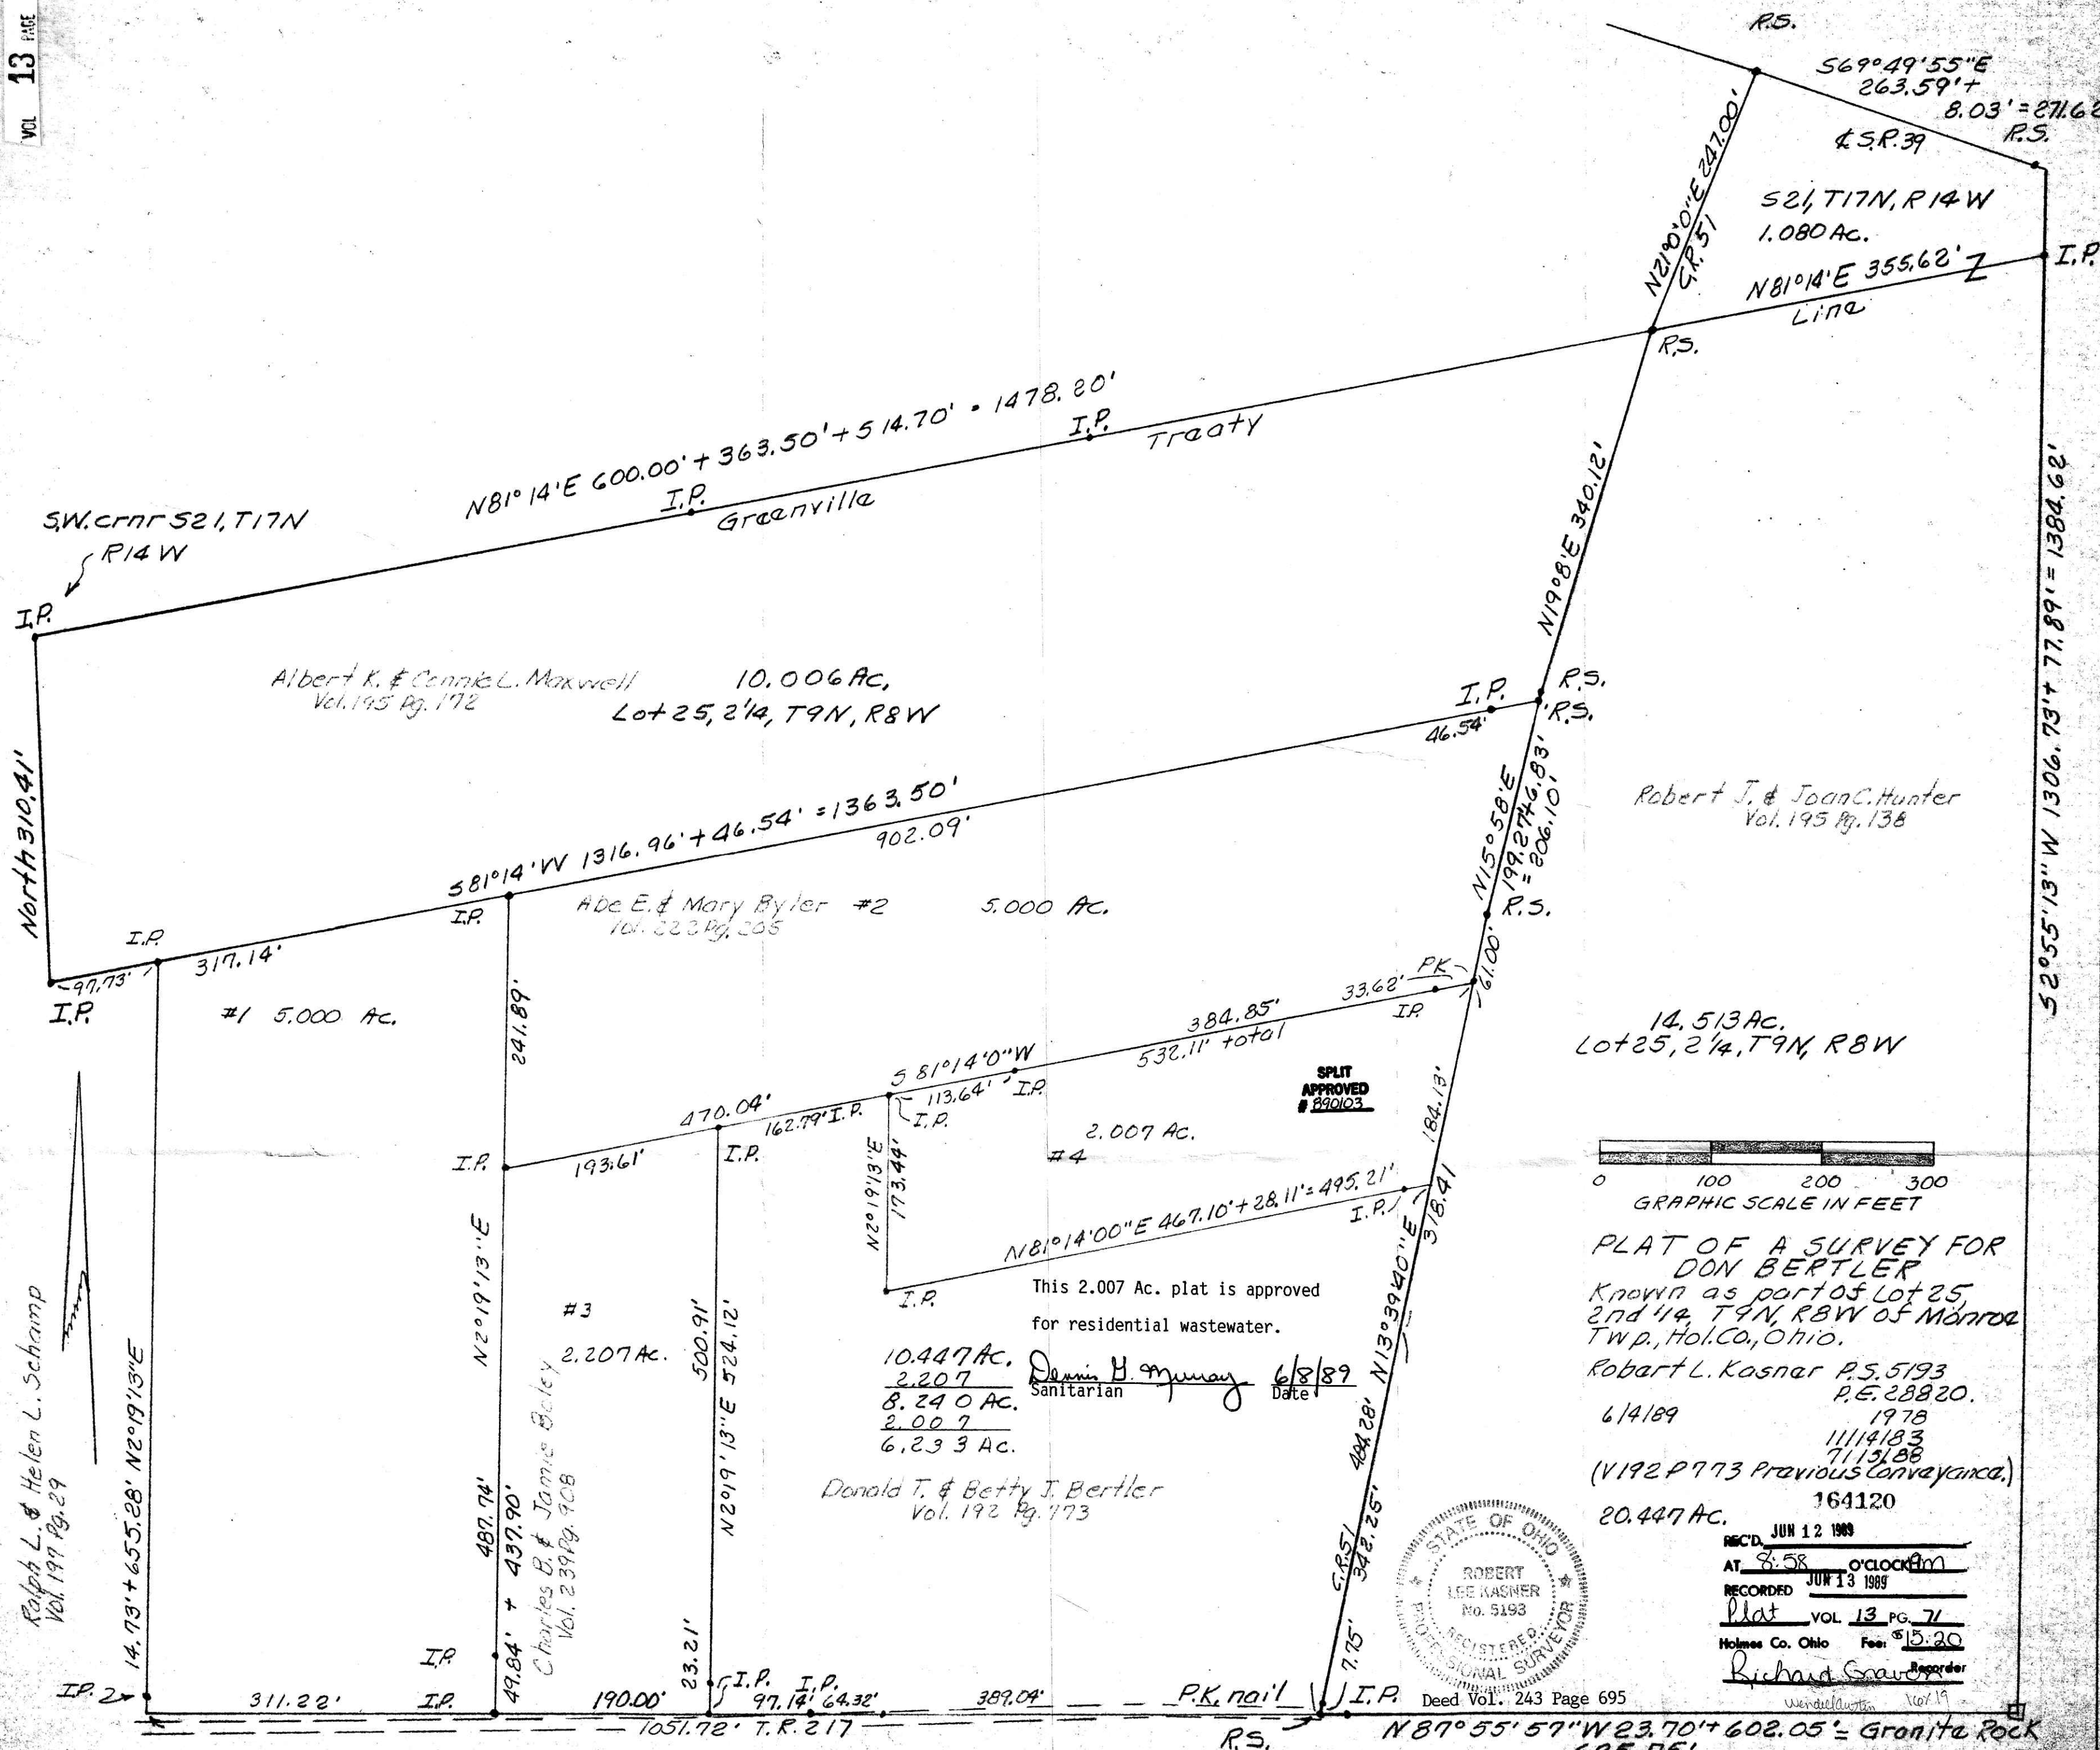 VOL 13 PAGE
R.S.
S69°49'55"E
263.59'+
8.03'=271.62
R.S.
¢ S.R.39
N21°0'0"E 247.00'
C.R.51
S21, T17N, R14W
1.080 Ac.
I.P.
N81°14'E 355.62'
Line
R.S.
N81°14'E 600.00'+363.50'+514.70' = 1478.20'
I.P.
Treaty
I.P.
Greenville
S.W. crnr S21, T17N
R14W
I.P.
N19°8'E 340.12'
S2°55'13"W 1306.73'+77.89'=1384.62'
Albert K. & Connie L. Maxwell
Vol. 195 Pg. 172
10.006 Ac.
Lot 25, 2 1/4, T9N, R8W
I.P.
R.S.
R.S.
46.54'
North 310.41'
S81°14'W 1316.96'+46.54'=1363.50'
902.09'
N15°58'E
= 206.10'
R.S.
Robert J. & Joan C. Hunter
Vol. 195 Pg. 138
I.P.
Abe E. & Mary Byler #2
5.000 Ac.
I.P.
317.14'
97.73'
I.P.
#1 5.000 Ac.
241.89'
61.00'
PK
33.62'
I.P.
384.85'
532.11' total
S81°14'0"W
113.64'
I.P.
I.P.
14.513 Ac.
Lot 25, 2 1/4, T9N, R8W
SPLIT
APPROVED
# 890103
470.04'
162.79' I.P.
I.P.
193.61'
I.P.
2.007 Ac.
#4
184.13'
N2°19'13"E
173.44'
N81°14'00"E 467.10'+28.11'=495.21'
I.P.
318.41
I.P.
0 100 200 300
GRAPHIC SCALE IN FEET
PLAT OF A SURVEY FOR
DON BERTLER
Known as part of Lot 25,
2nd 1/4, T9N, R8W of Monroe
Twp., Hol. Co., Ohio.
Robert L. Kasner P.S. 5193
P.E. 28820.
6/4/89
1978
11/14/83
7/15/88
(V192 P773 Previous Conveyance.)
164120
20.447 Ac.
This 2.007 Ac. plat is approved
for residential wastewater.
Dennis G. Murray 6/8/89
Sanitarian Date
10.447 Ac.
2.207
8.240 Ac.
2.007
6.233 Ac.
#3
2.207 Ac.
N2°19'13"E
500.91'
N2°19'13"E 524.12'
N13°39'40"E
484.28'
342.25'
C.R.51
7.75'
Ralph L. & Helen L. Schamp
Vol. 197 Pg. 29
14.73'+655.28' N2°19'13"E
487.74'
49.84' + 437.90'
Charles B. & Jamie Boley
Vol. 239 Pg. 908
Donald T. & Betty J. Bertler
Vol. 192 Pg. 773
STATE OF OHIO
ROBERT
LEE KASNER
No. 5193
REGISTERED
PROFESSIONAL SURVEYOR
REC'D. JUN 12 1989
AT 8:58 O'CLOCK AM
RECORDED JUN 13 1989
Plat VOL 13 PG. 71
Holmes Co. Ohio Fee: $15.20
Richard Graven Recorder
I.P.
23.21'
I.P. 2
311.22'
I.P.
190.00'
I.P.
I.P.
97.14'
64.32'
389.04'
P.K. nail
I.P.
Deed Vol. 243 Page 695
1051.72' T.R. 217
R.S.
N87°55'57"W 23.70'+602.05'= Granite Rock